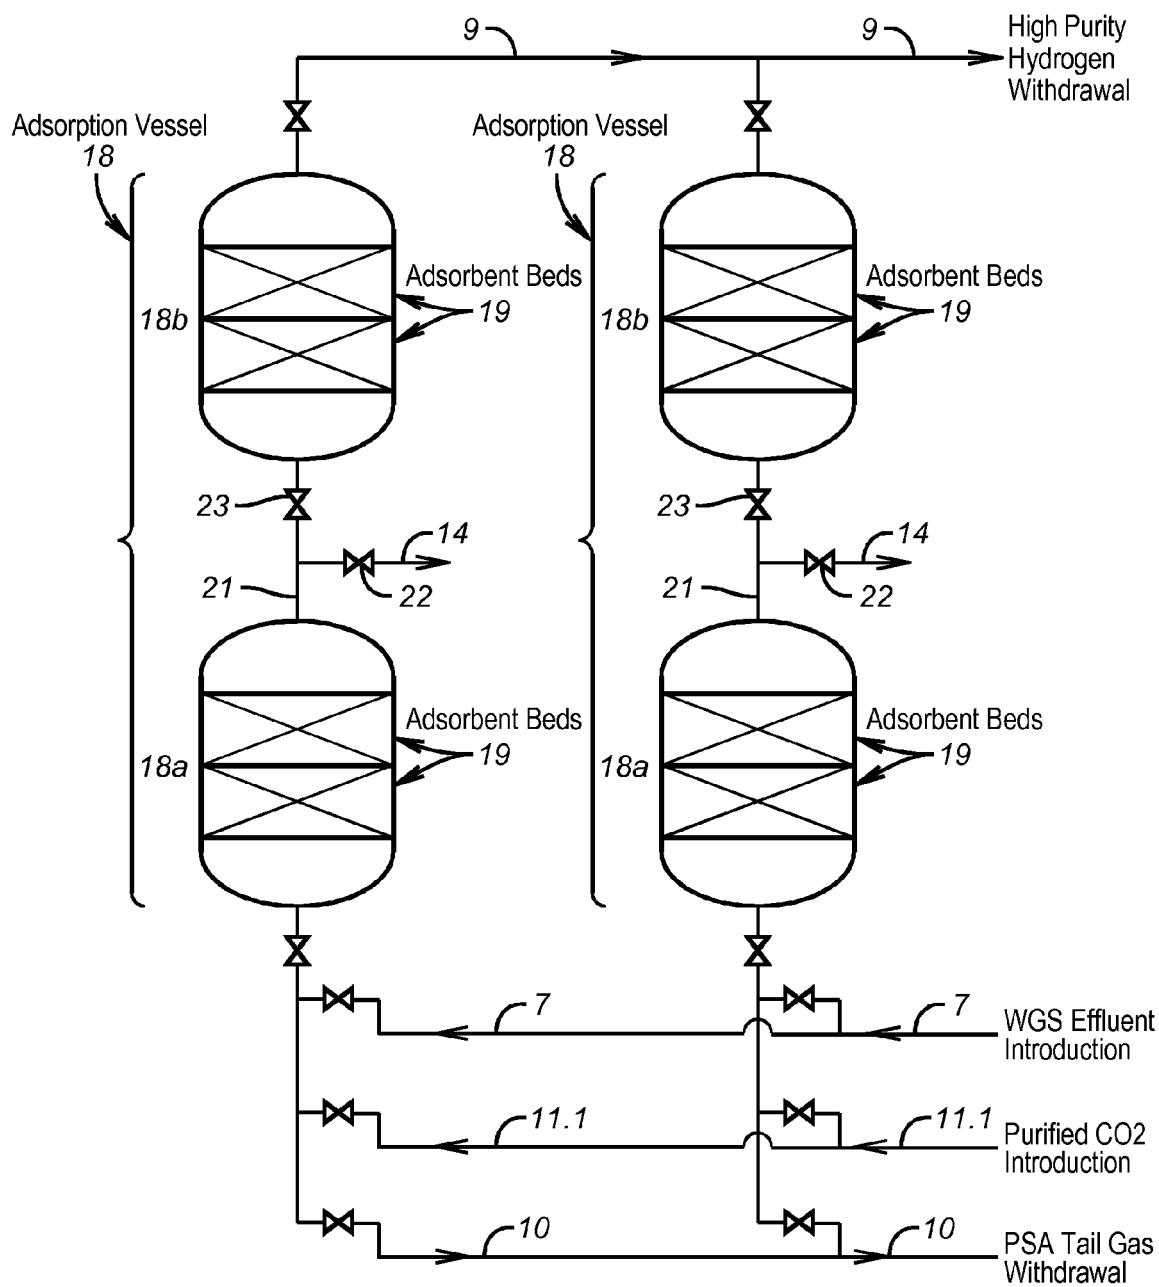 9
9
High Purity
Hydrogen
Withdrawal
Adsorption Vessel
18
Adsorption Vessel
18
Adsorbent Beds
19
18b
Adsorbent Beds
19
18b
23
14
22
21
23
14
22
21
Adsorbent Beds
19
18a
Adsorbent Beds
19
18a
7
7
WGS Effluent
Introduction
11.1
11.1
Purified CO2
Introduction
10
10
PSA Tail Gas
Withdrawal